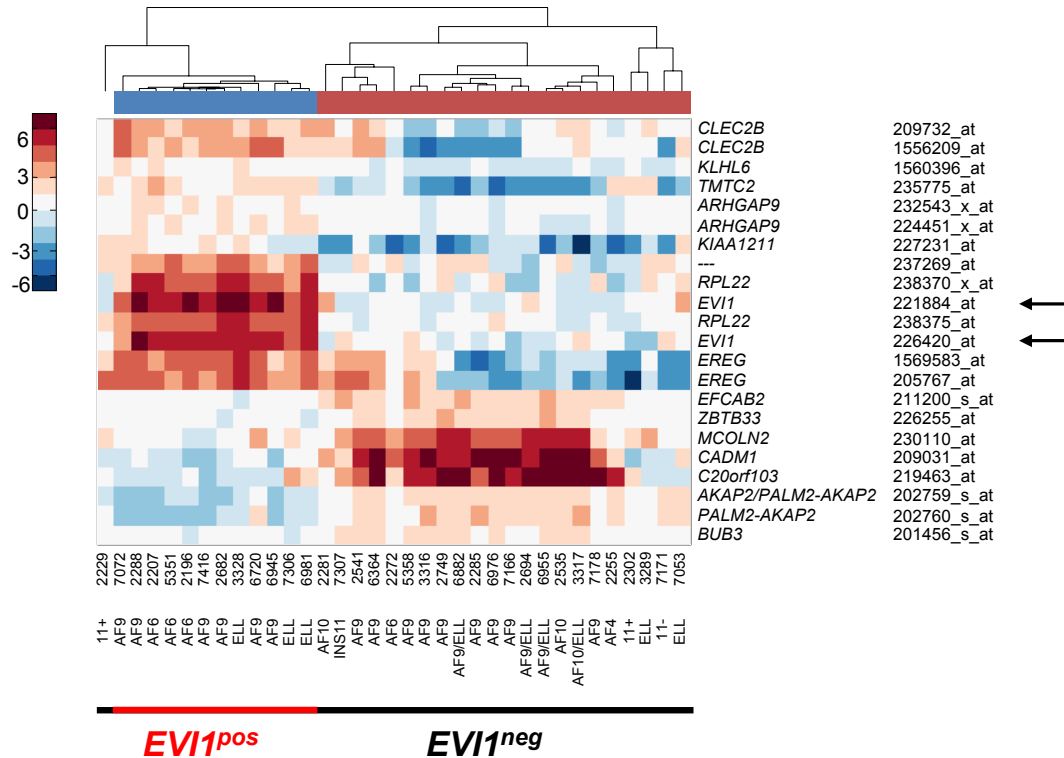 CLEC2B 209732_at
CLEC2B 1556209_at
KLHL6 1560396_at
TMTC2 235775_at
ARHGAP9 232543_x_at
ARHGAP9 224451_x_at
KIAA1211 227231_at
--- 237269_at
RPL22 238370_x_at
EVI1 221884_at
RPL22 238375_at
EVI1 226420_at
EREG 1569583_at
EREG 205767_at
EFCAB2 211200_s_at
ZBTB33 226255_at
MCOLN2 230110_at
CADM1 209031_at
C20orf103 219463_at
AKAP2/PALM2-AKAP2 202759_s_at
PALM2-AKAP2 202760_s_at
BUB3 201456_s_at
6
3
0
-3
-6
2229 7072 2288 2207 5351 2196 7416 2682 3328 6720 6945 7306 6981 2281 7307 2541 6364 2272 5358 3316 2749 6882 2285 6976 7166 2694 6955 2535 3317 7178 2255 2302 3289 7171 7053
11+ AF9 AF9 AF6 AF6 AF6 AF9 AF9 ELL AF9 AF9 ELL ELL AF10 INS11 AF9 AF9 AF6 AF9 AF9 AF9 AF9/ELL AF9 AF9 AF9 AF9/ELL AF9/ELL AF10 AF10/ELL AF9 AF4 11+ ELL 11- ELL
EVI1pos EVI1neg